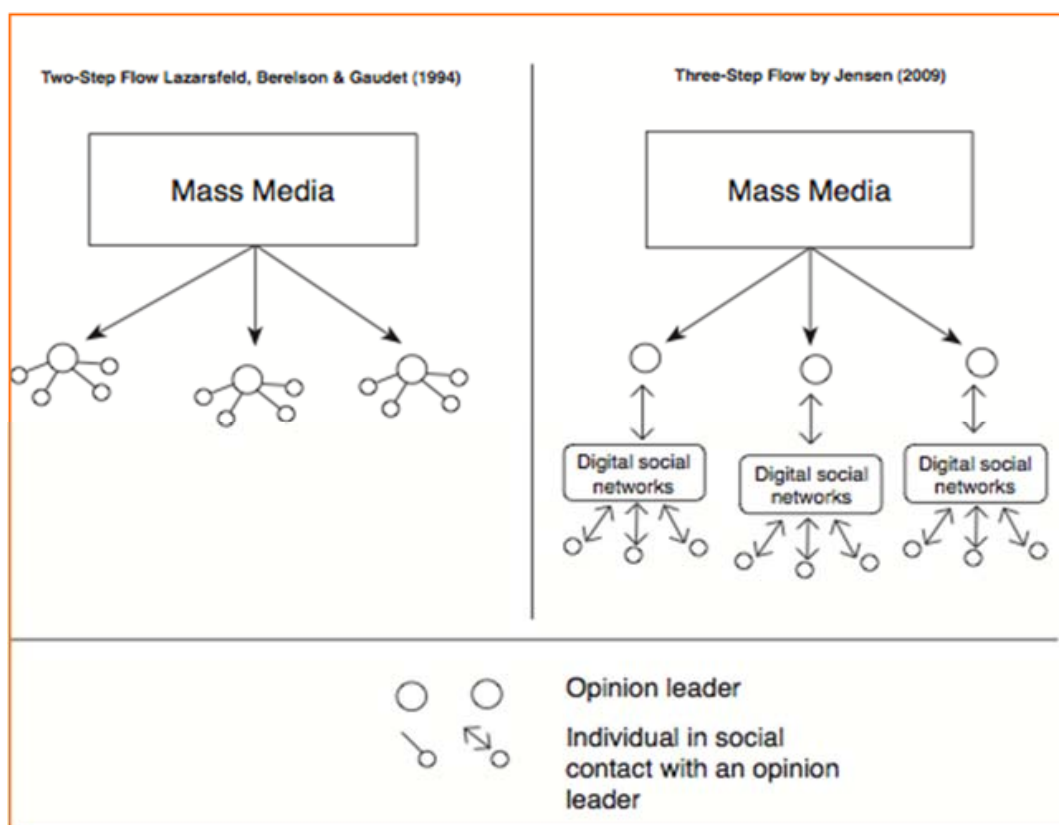 Two-Step Flow Lazarsfeld, Berelson & Gaudet (1994)
Mass Media
Three-Step Flow by Jensen (2009)
Mass Media
Digital social
networks
Digital social
networks
Digital social
networks
Opinion leader
Individual in social
contact with an opinion
leader